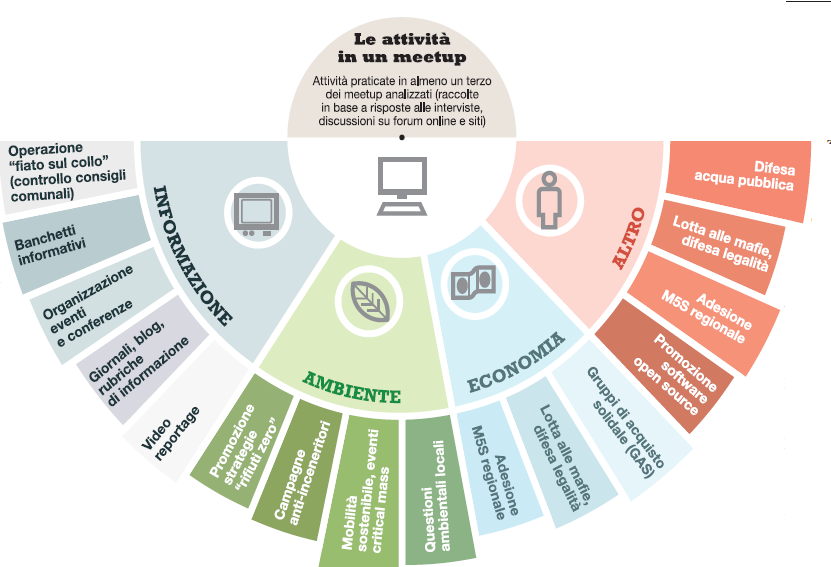 Le attività
in un meetup
Attività praticate in almeno un terzo
dei meetup analizzati (raccolte
in base a risposte alle interviste,
discussioni su forum online e siti)
INFORMAZIONE
Operazione
“fiato sul collo”
(controllo consigli
comunali)
Banchetti
informativi
Organizzazione
eventi
e conferenze
Giornali, blog,
rubriche
di informazione
Video
reportage
AMBIENTE
Promozione
strategie
“rifiuti zero”
Campagne
anti-inceneritori
Mobilità
sostenibile, eventi
critical mass
Questioni
ambientali locali
ECONOMIA
Adesione
M5S regionale
Lotta alle mafie,
difesa legalità
Gruppi di acquisto
solidale (GAS)
ALTRO
Promozione
software
open source
Adesione
M5S regionale
Lotta alle mafie,
difesa legalità
Difesa
acqua pubblica